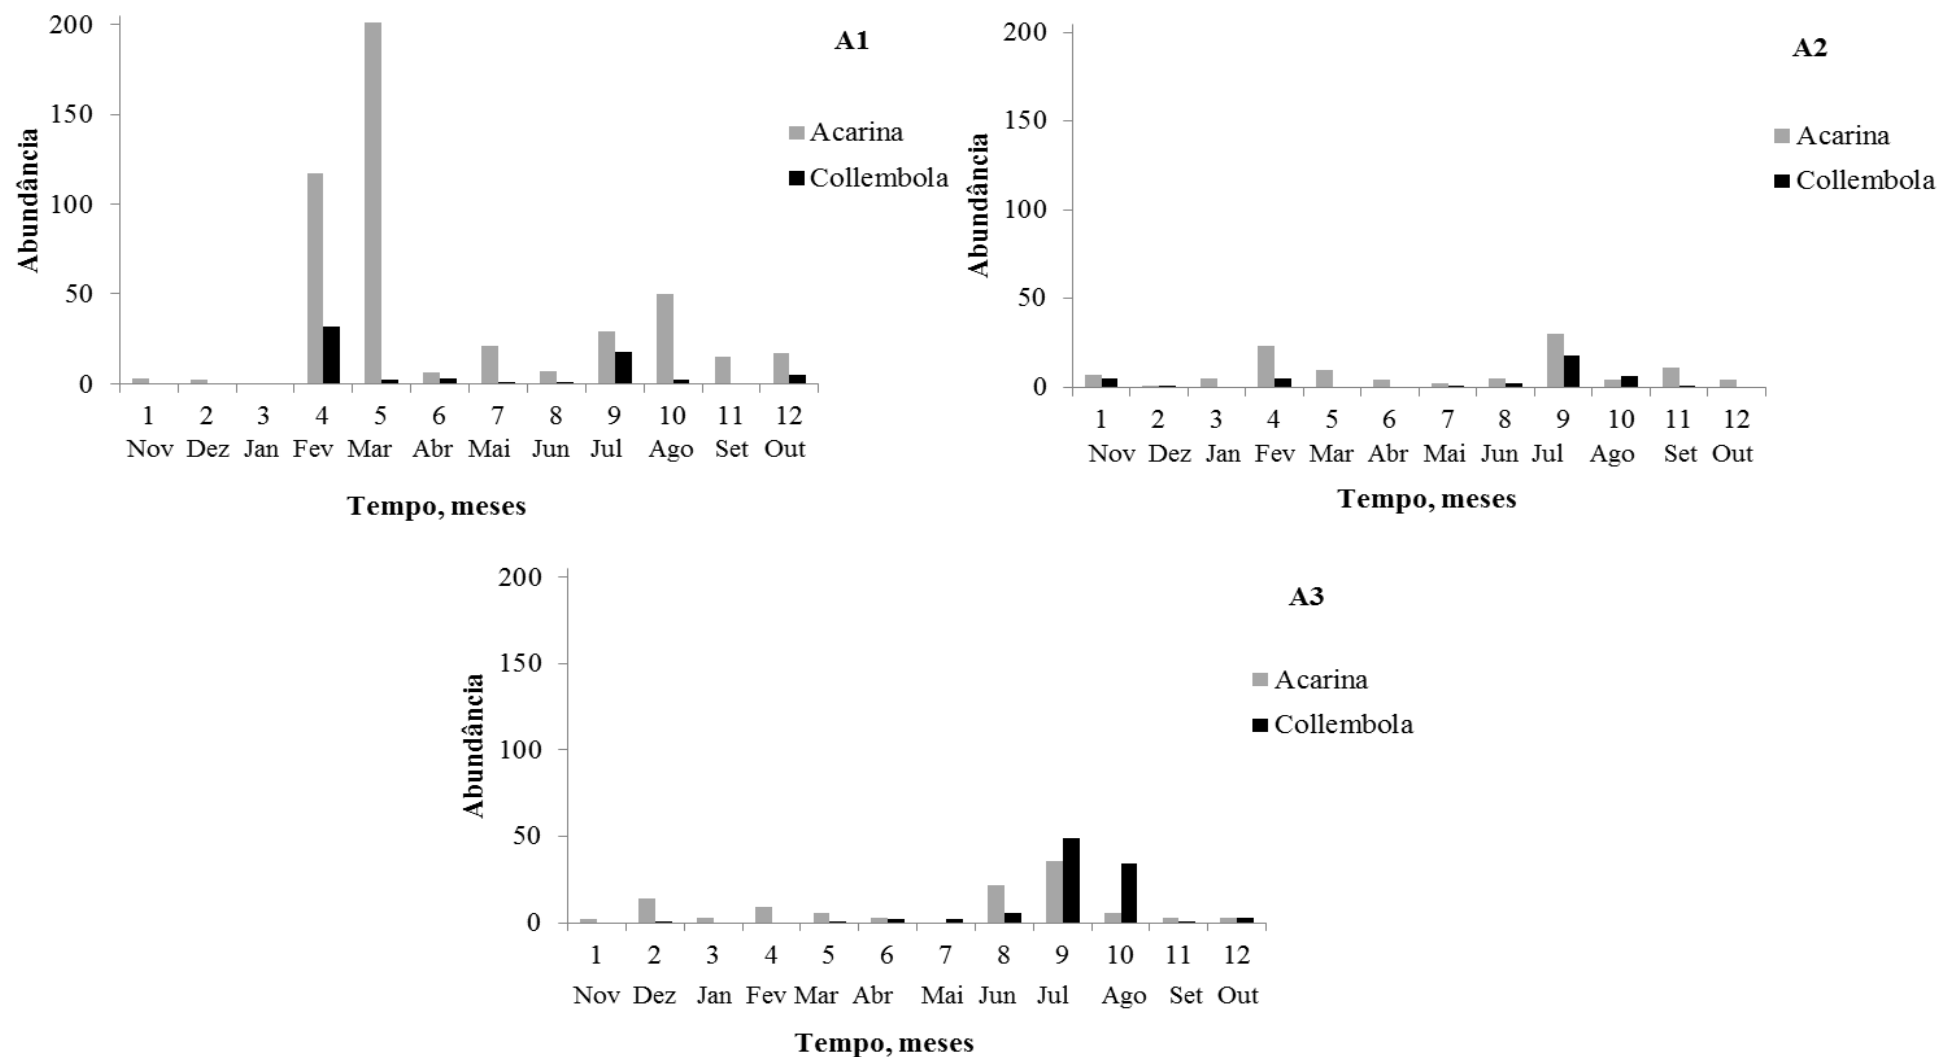 A1
200
150
100
50
0
Abundância
Acarina
Collembola
1 2 3 4 5 6 7 8 9 10 11 12
Nov Dez Jan Fev Mar Abr Mai Jun Jul Ago Set Out
Tempo, meses
A2
200
150
100
50
0
Abundância
Acarina
Collembola
1 2 3 4 5 6 7 8 9 10 11 12
Nov Dez Jan Fev Mar Abr Mai Jun Jul Ago Set Out
Tempo, meses
A3
200
150
100
50
0
Abundância
Acarina
Collembola
1 2 3 4 5 6 7 8 9 10 11 12
Nov Dez Jan Fev Mar Abr Mai Jun Jul Ago Set Out
Tempo, meses